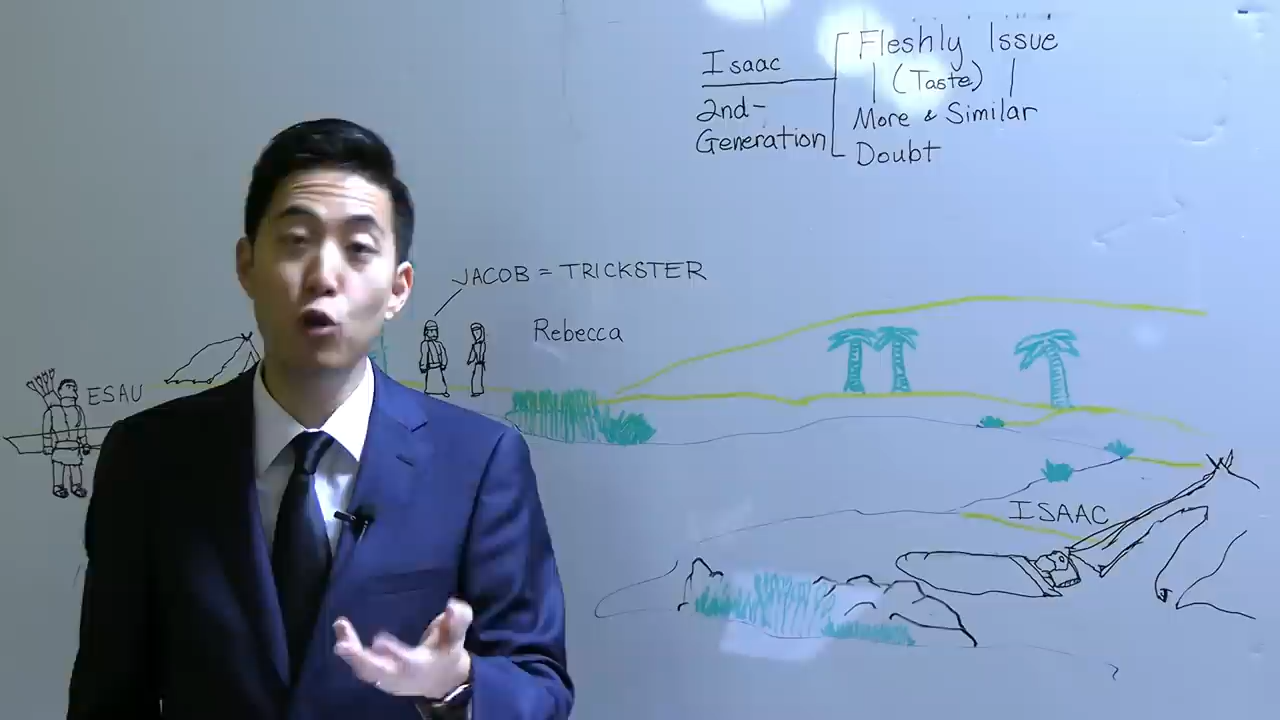 Isaac
2nd-
Generation
Fleshly Issue
(Taste)
More & Similar
Doubt
JACOB = TRICKSTER
Rebecca
ESAU
ISAAC